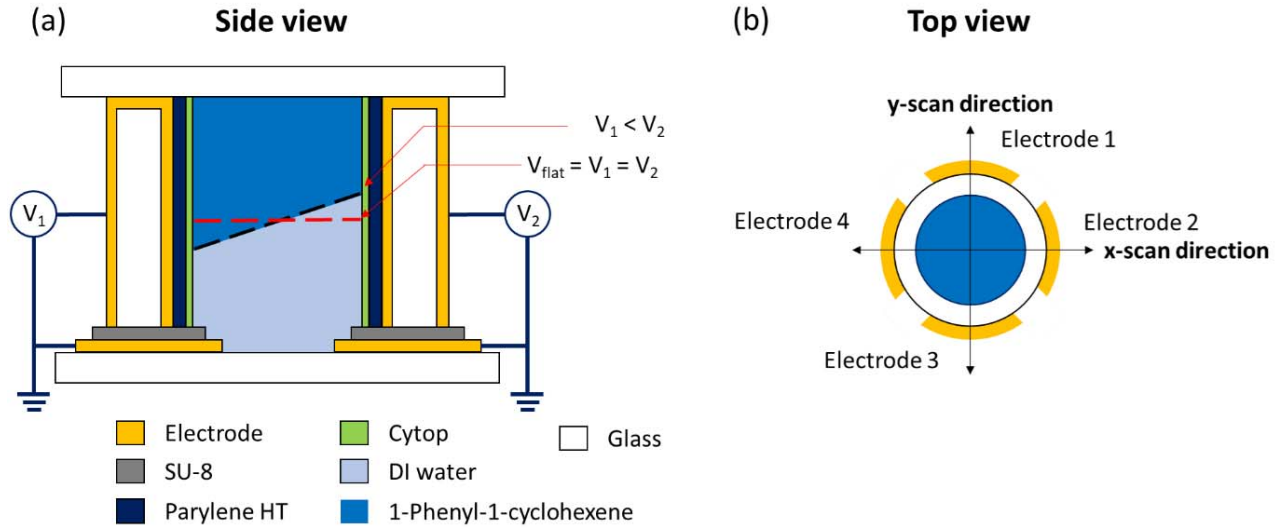 (a) Side view
V₁ < V₂
V_flat = V₁ = V₂
V₁
V₂
Electrode
SU-8
Parylene HT
Cytop
DI water
1-Phenyl-1-cyclohexene
Glass
(b) Top view
y-scan direction
Electrode 1
Electrode 4
Electrode 2
x-scan direction
Electrode 3